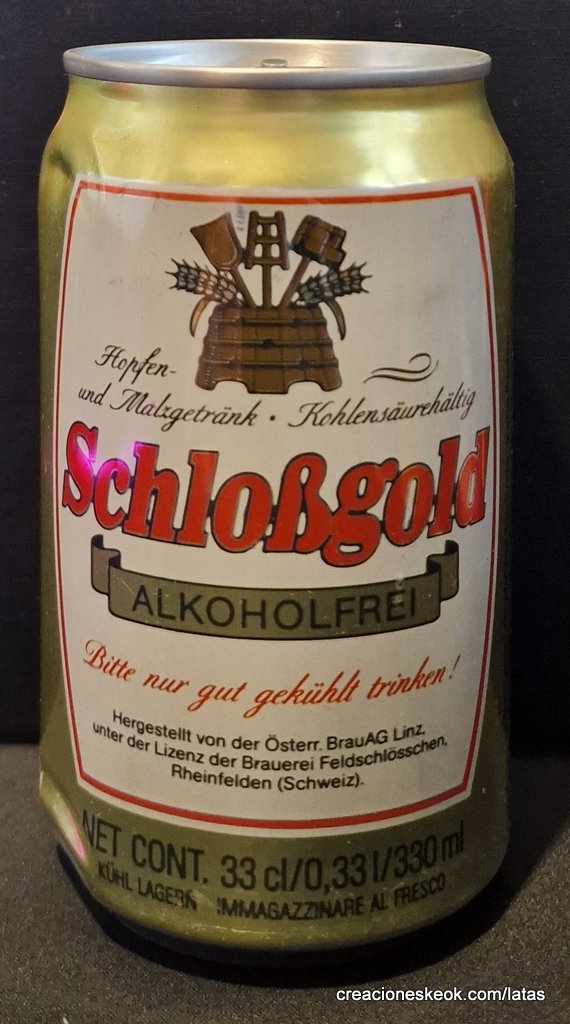 Hopfen-
und Malzgetränk • Kohlensäurehältig
Schloßgold
ALKOHOLFREI
Bitte nur gut gekühlt trinken!
Hergestellt von der Österr. BrauAG Linz,
unter der Lizenz der Brauerei Feldschlösschen,
Rheinfelden (Schweiz).
NET CONT. 33 cl/0,33 l/330 ml
KÜHL LAGERN IMMAGAZZINARE AL FRESCO
creacioneskeok.com/latas